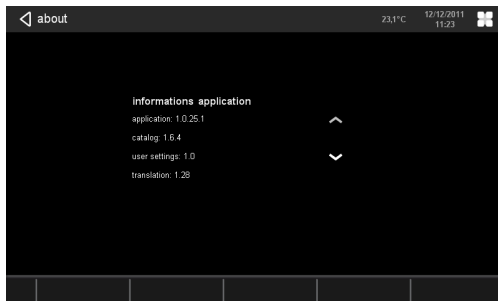 about
23,1°C
12/12/2011
11:23
informations application
application: 1.0.25.1
catalog: 1.6.4
user settings: 1.0
translation: 1.28